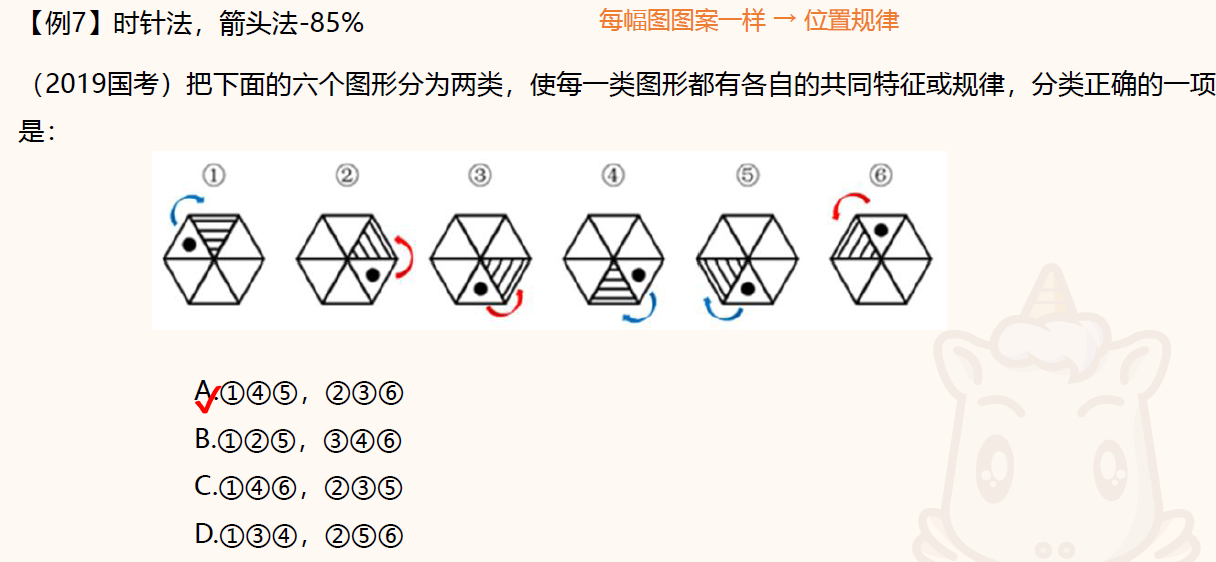 【例7】时针法，箭头法-85%
每幅图图案一样 → 位置规律
（2019国考）把下面的六个图形分为两类，使每一类图形都有各自的共同特征或规律，分类正确的一项
是：
① ② ③ ④ ⑤ ⑥
A.①④⑤，②③⑥
B.①②⑤，③④⑥
C.①④⑥，②③⑤
D.①③④，②⑤⑥